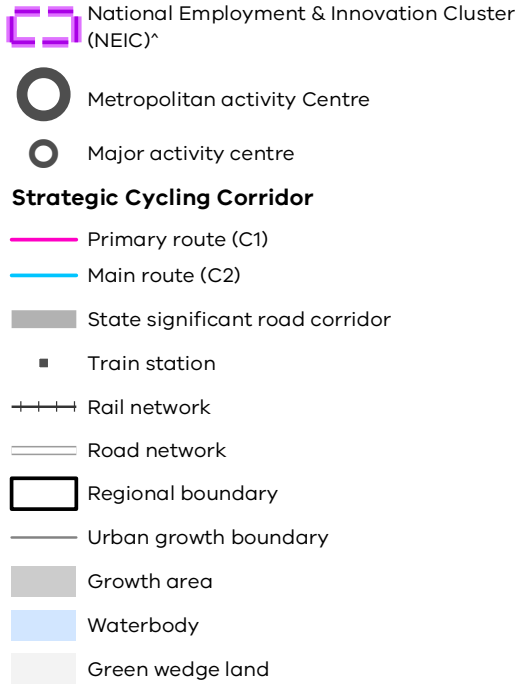 National Employment & Innovation Cluster
(NEIC)^
Metropolitan activity Centre
Major activity centre
Strategic Cycling Corridor
Primary route (C1)
Main route (C2)
State significant road corridor
Train station
Rail network
Road network
Regional boundary
Urban growth boundary
Growth area
Waterbody
Green wedge land